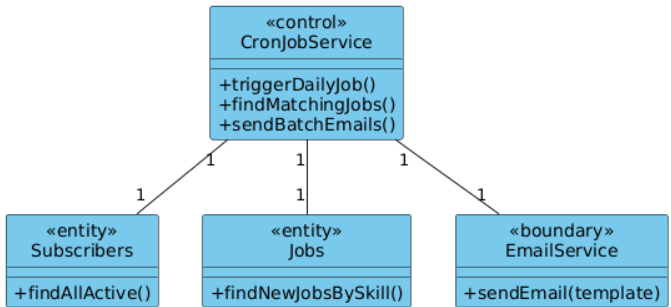 «control»
CronJobService
+triggerDailyJob()
+findMatchingJobs()
+sendBatchEmails()
1
1
1
1
1
1
«entity»
Subscribers
+findAllActive()
«entity»
Jobs
+findNewJobsBySkill()
«boundary»
EmailService
+sendEmail(template)